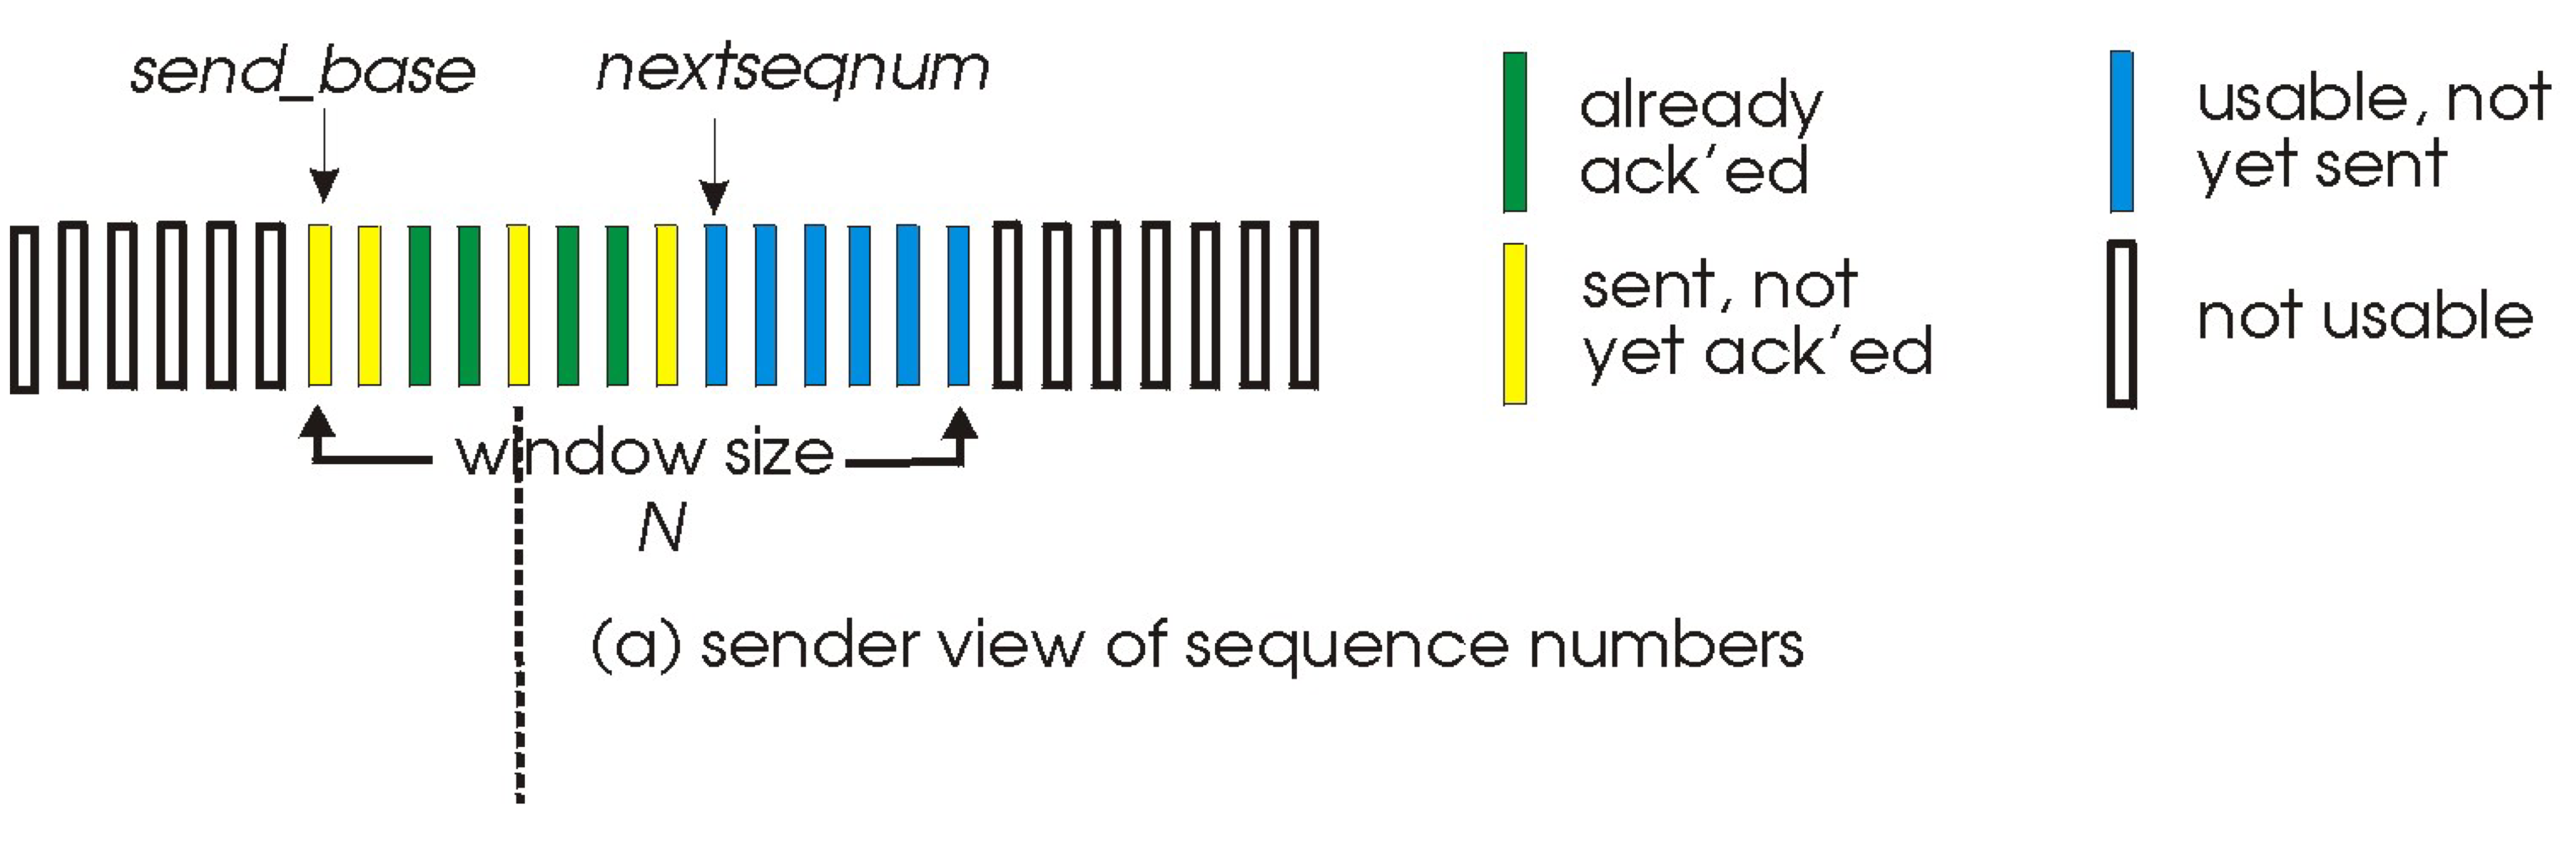 send_base
nextseqnum
window size
N
(a) sender view of sequence numbers
already
ack'ed
sent, not
yet ack'ed
usable, not
yet sent
not usable